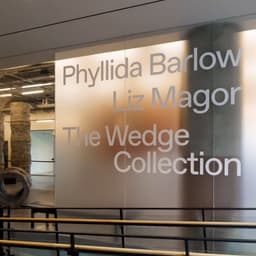 Phyllida Barlow
Liz Magor
The Wedge
Collection